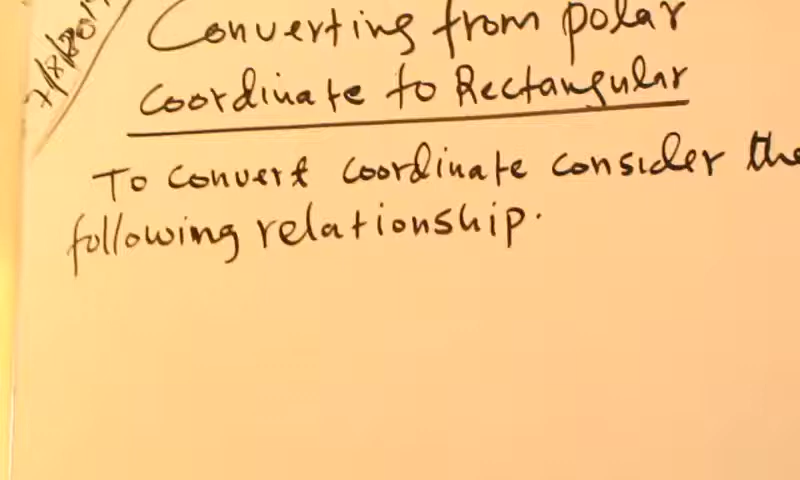 Converting from polar
coordinate to Rectangular
To convert coordinate consider the
following relationship.